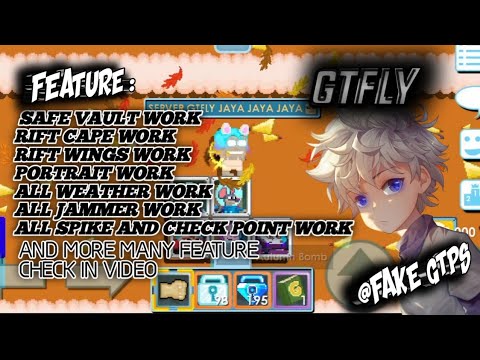 FEATURE :
GTFLY
SERVER GTFLY JAYA JAYA JAYA
SAFE VAULT WORK
RIFT CAPE WORK
RIFT WINGS WORK
PORTRAIT WORK
ALL WEATHER WORK
ALL JAMMER WORK
ALL SPIKE AND CHECK POINT WORK
AND MORE MANY FEATURE
CHECK IN VIDEO
Autumn Bomb
98
195
1
@FAKE GTPS